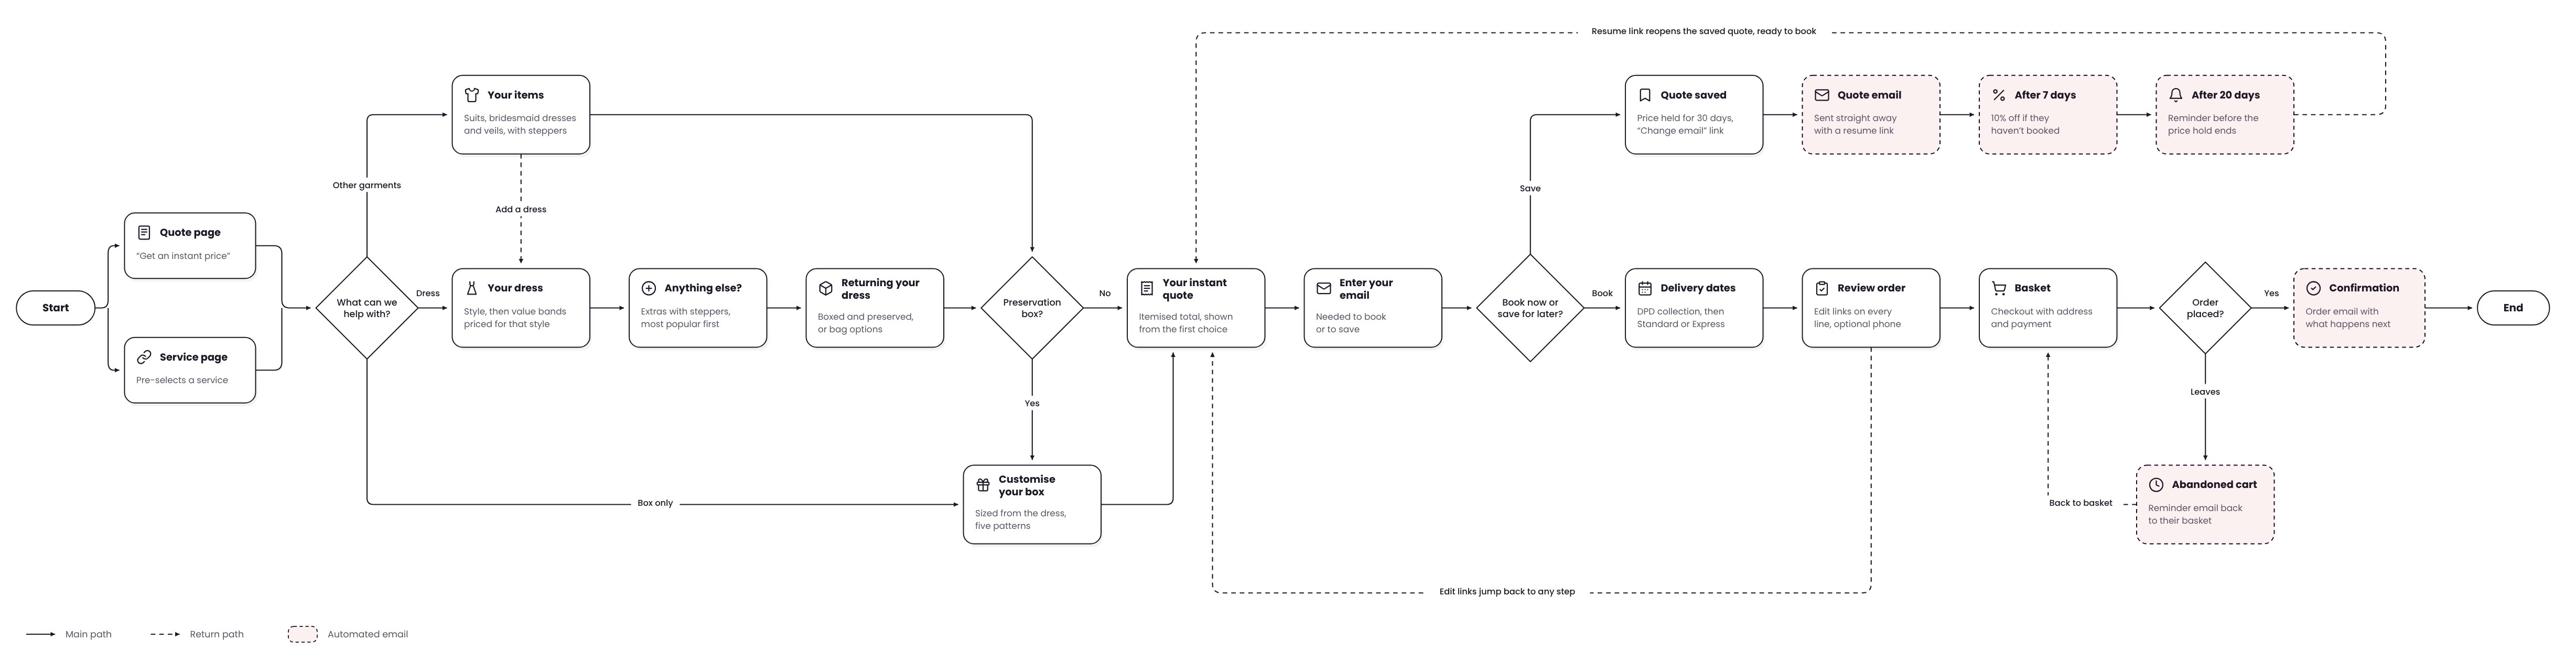 Resume link reopens the saved quote, ready to book
Your items
Suits, bridesmaid dresses
and veils, with steppers
Quote saved
Price held for 30 days,
“Change email” link
Quote email
Sent straight away
with a resume link
After 7 days
10% off if they
haven’t booked
After 20 days
Reminder before the
price hold ends
Other garments
Add a dress
Save
Start
Quote page
“Get an instant price”
Service page
Pre-selects a service
What can we
help with?
Dress
Your dress
Style, then value bands
priced for that style
Anything else?
Extras with steppers,
most popular first
Returning your
dress
Boxed and preserved,
or bag options
Preservation
box?
No
Your instant
quote
Itemised total, shown
from the first choice
Enter your
email
Needed to book
or to save
Book now or
save for later?
Book
Delivery dates
DPD collection, then
Standard or Express
Review order
Edit links on every
line, optional phone
Basket
Checkout with address
and payment
Order
placed?
Yes
Confirmation
Order email with
what happens next
End
Yes
Leaves
Box only
Customise
your box
Sized from the dress,
five patterns
Back to basket
Abandoned cart
Reminder email back
to their basket
Edit links jump back to any step
Main path
Return path
Automated email